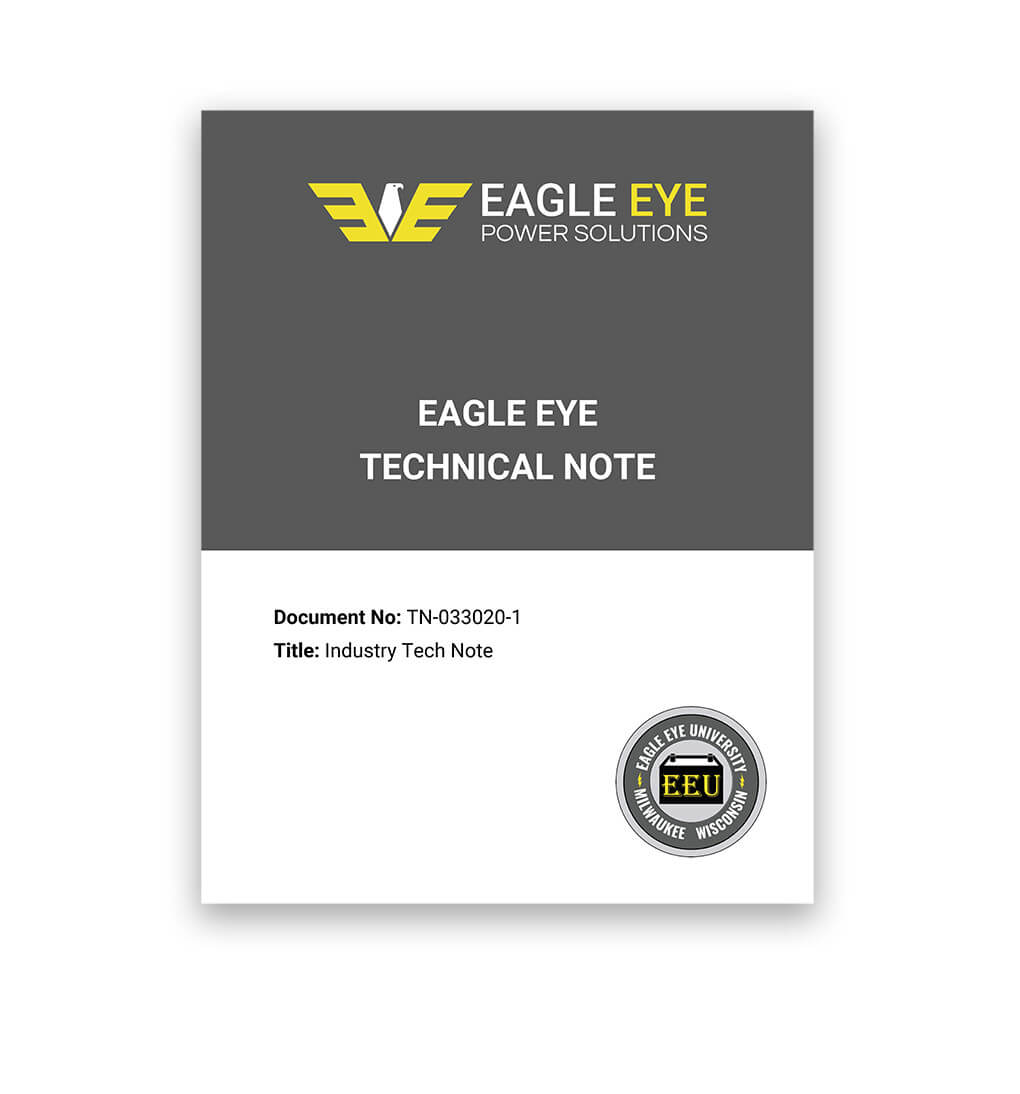 EAGLE EYE
POWER SOLUTIONS
EAGLE EYE
TECHNICAL NOTE
Document No: TN-033020-1
Title: Industry Tech Note
EAGLE EYE UNIVERSITY
EEU
MILWAUKEE WISCONSIN